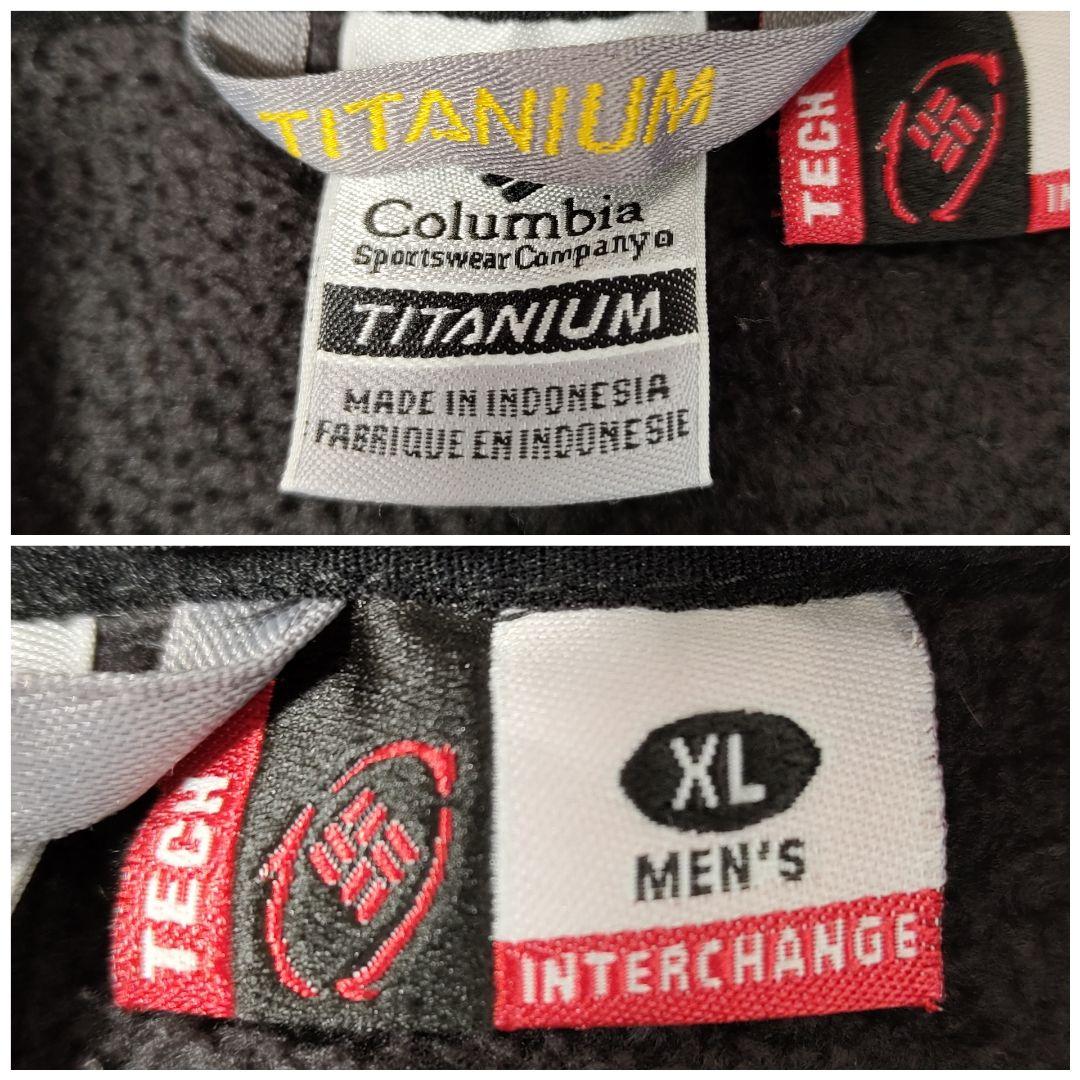 TITANIUM
Columbia
Sportswear Company
TITANIUM
MADE IN INDONESIA
FABRIQUE EN INDONESIE
TECH
TECH
XL
MEN'S
INTERCHANGE